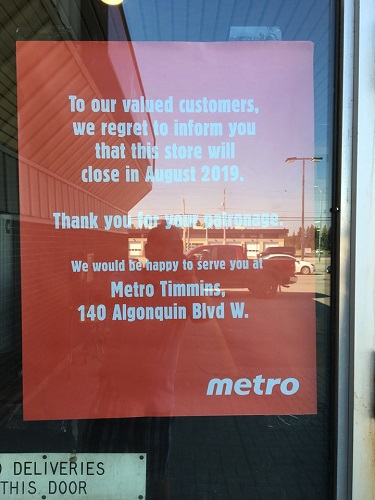 To our valued customers,
we regret to inform you
that this store will
close in August 2019.
Thank you for your patronage
We would be happy to serve you at
Metro Timmins,
140 Algonquin Blvd W.
metro
DELIVERIES
THIS DOOR